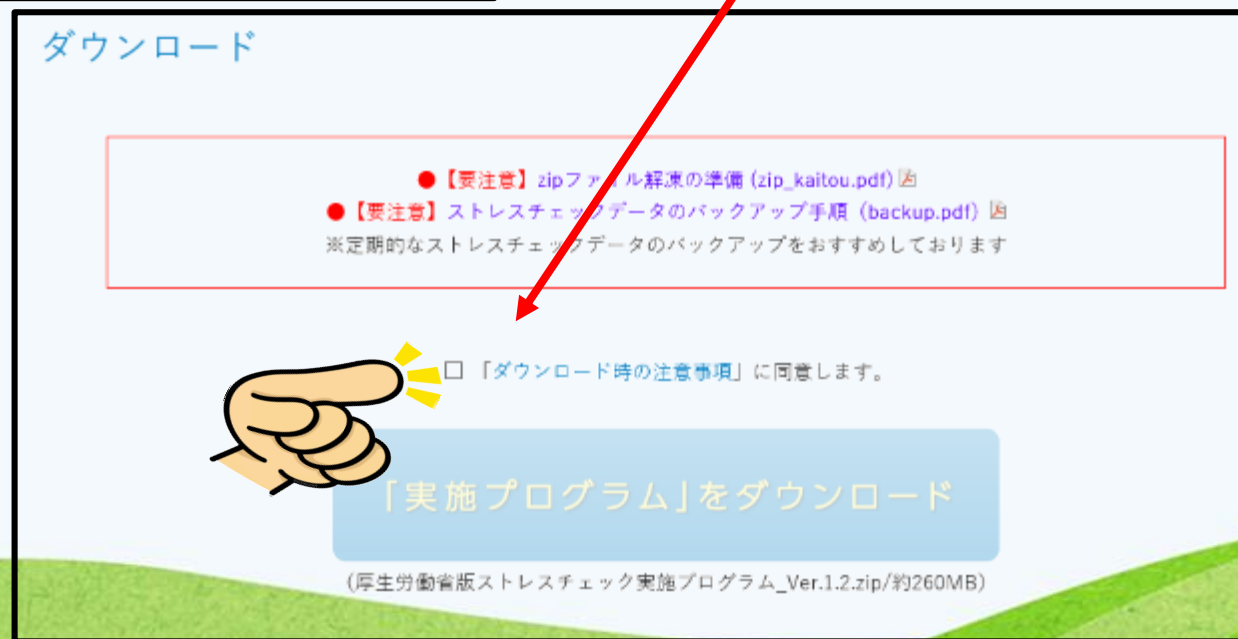 ダウンロード
●【要注意】zipファイル解凍の準備 (zip_kaitou.pdf)
●【要注意】ストレスチェックデータのバックアップ手順（backup.pdf）
※定期的なストレスチェックデータのバックアップをおすすめしております
□ 「ダウンロード時の注意事項」に同意します。
「実施プログラム」をダウンロード
（厚生労働省版ストレスチェック実施プログラム_Ver.1.2.zip/約260MB）